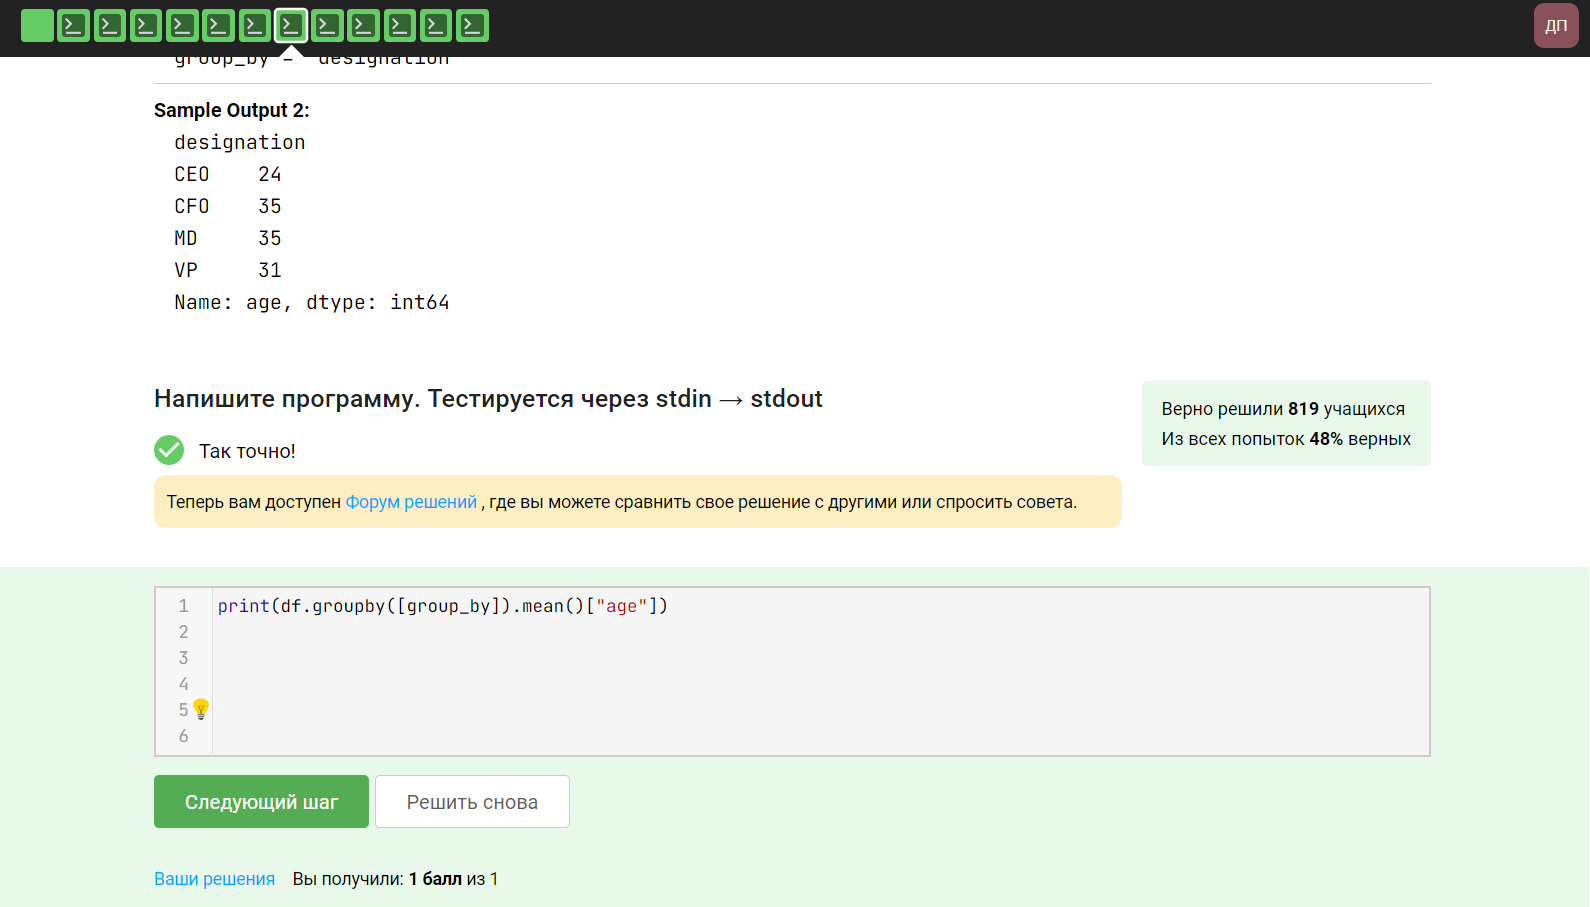 ДП
group_by = "designation"
Sample Output 2:
designation
CEO    24
CFO    35
MD     35
VP     31
Name: age, dtype: int64
Напишите программу. Тестируется через stdin → stdout
Верно решили 819 учащихся
Из всех попыток 48% верных
Так точно!
Теперь вам доступен Форум решений , где вы можете сравнить свое решение с другими или спросить совета.
1 print(df.groupby([group_by]).mean()["age"])
2
3
4
5
6
Следующий шаг
Решить снова
Ваши решения Вы получили: 1 балл из 1